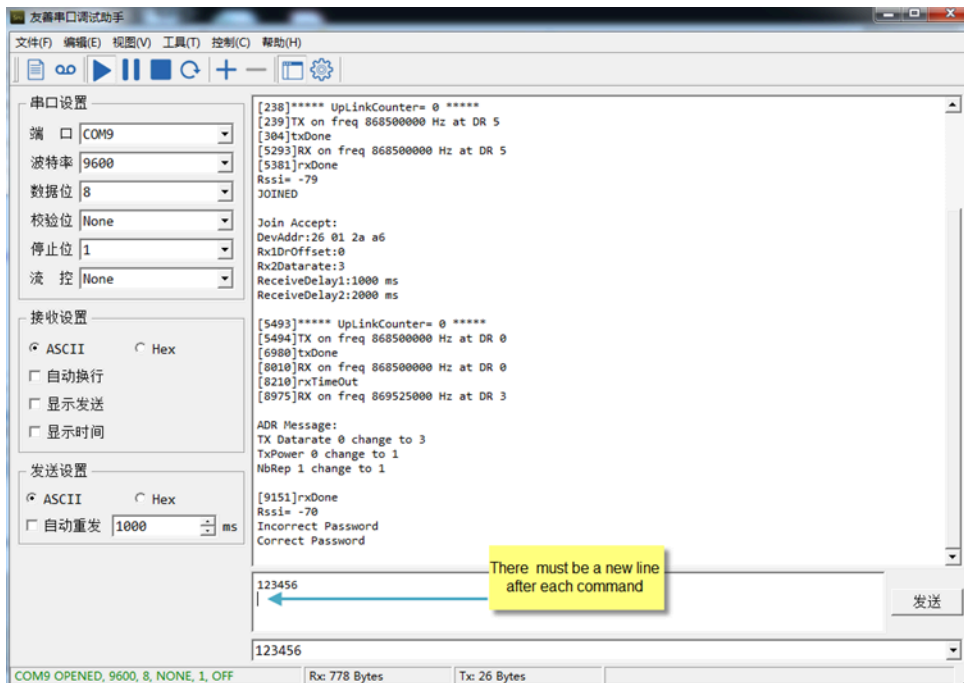 友善串口调试助手
文件(F) 编辑(E) 视图(V) 工具(T) 控制(C) 帮助(H)
串口设置
端 口 COM9
波特率 9600
数据位 8
校验位 None
停止位 1
流 控 None
接收设置
ASCII Hex
自动换行
显示发送
显示时间
发送设置
ASCII Hex
自动重发 1000 ms
[238]***** UpLinkCounter= 0 *****
[239]TX on freq 868500000 Hz at DR 5
[304]txDone
[5293]RX on freq 868500000 Hz at DR 5
[5381]rxDone
Rssi= -79
JOINED
Join Accept:
DevAddr:26 01 2a a6
Rx1DrOffset:0
Rx2Datarate:3
ReceiveDelay1:1000 ms
ReceiveDelay2:2000 ms
[5493]***** UpLinkCounter= 0 *****
[5494]TX on freq 868500000 Hz at DR 0
[6980]txDone
[8010]RX on freq 868500000 Hz at DR 0
[8210]rxTimeOut
[8975]RX on freq 869525000 Hz at DR 3
ADR Message:
TX Datarate 0 change to 3
TxPower 0 change to 1
NbRep 1 change to 1
[9151]rxDone
Rssi= -70
Incorrect Password
Correct Password
There must be a new line
after each command
123456
发送
123456
COM9 OPENED, 9600, 8, NONE, 1, OFF Rx: 778 Bytes Tx: 26 Bytes